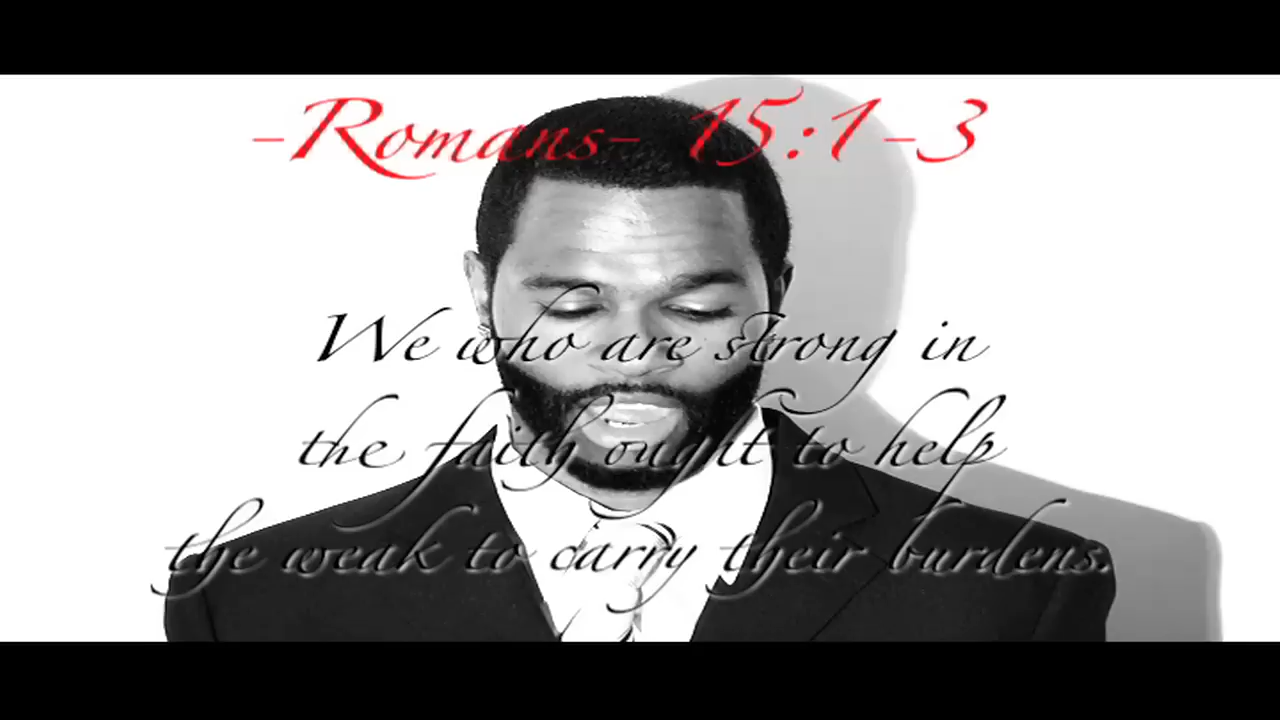 -Romans- 15:1-3
We who are strong in
the faith ought to help
the weak to carry their burdens.